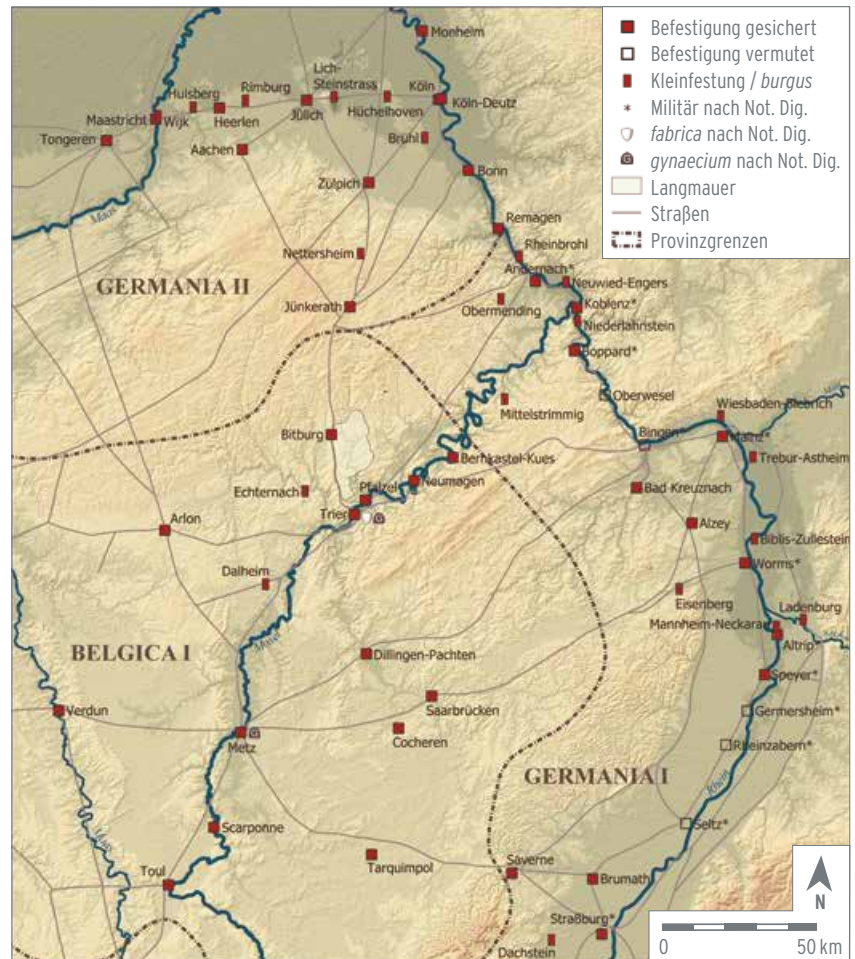 Befestigung gesichert
Befestigung vermutet
Kleinfestung / burgus
* Militär nach Not. Dig.
fabrica nach Not. Dig.
G gynaecium nach Not. Dig.
Langmauer
Straßen
Provinzgrenzen
Monheim
Lich-
Steinstrass
Rimburg
Hulsberg
Köln
Köln-Deutz
Maastricht
Wijk
Heerlen
Jülich
Hüchelhoven
Tongeren
Aachen
Brühl
Zülpich
Bonn
Maas
Remagen
Nettersheim
Rheinbrohl
Andernach*
Neuwied-Engers
GERMANIA II
Jünkerath
Obermending
Koblenz*
Niederlahnstein
Boppard*
Mittelstrimmig
Oberwesel
Wiesbaden-Biebrich
Bitburg
Bingen*
Mainz*
Bernkastel-Kues
Trebur-Astheim
Echternach
Pfalzel
Neumagen
Bad Kreuznach
Trier
G
Arlon
Alzey
Biblis-Zullestein
Dalheim
Worms*
Eisenberg
Ladenburg
Mannheim-Neckarau
Altrip*
BELGICA I
Mosel
Dillingen-Pachten
Speyer*
Verdun
Saarbrücken
Germersheim*
Metz
G
Cocheren
Rheinzabern*
GERMANIA I
Rhein
Scarponne
Seltz*
Maas
Tarquimpol
Saverne
Toul
Brumath
Straßburg*
Dachstein
N
0 50 km